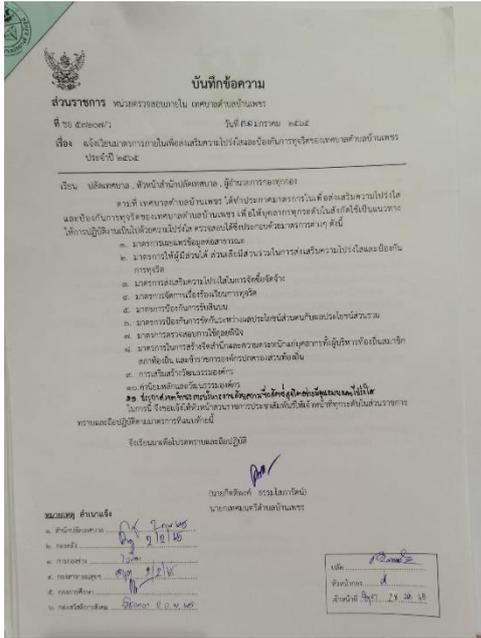 บันทึกข้อความ
ส่วนราชการ หน่วยตรวจสอบภายใน เทศบาลตำบลบ้านเพชร
ที่ ชย ๕๗๒๐๗/ว วันที่ มกราคม ๒๕๖๕
เรื่อง แจ้งเวียนมาตรการภายในเพื่อส่งเสริมความโปร่งใสและป้องกันการทุจริตของเทศบาลตำบลบ้านเพชร
ประจำปี ๒๕๖๕
เรียน ปลัดเทศบาล , หัวหน้าสำนักปลัดเทศบาล , ผู้อำนวยการกองทุกกอง
ตามที่ เทศบาลตำบลบ้านเพชร ได้ทำประกาศมาตรการภายในเพื่อส่งเสริมความโปร่งใส
และป้องกันการทุจริตของเทศบาลตำบลบ้านเพชร เพื่อให้บุคลากรทุกระดับในสังกัดใช้เป็นแนวทาง
ให้การปฏิบัติงานเป็นไปด้วยความโปร่งใส ตรวจสอบได้ซึ่งประกอบด้วยมาตรการต่างๆ ดังนี้
๑. มาตรการเผยแพร่ข้อมูลต่อสาธารณะ
๒. มาตรการให้ผู้มีส่วนได้ ส่วนเสียมีส่วนร่วมในการส่งเสริมความโปร่งใสและป้องกัน
การทุจริต
๓. มาตรการส่งเสริมความโปร่งใสในการจัดซื้อจัดจ้าง
๔. มาตรการจัดการเรื่องร้องเรียนการทุจริต
๕. มาตรการป้องกันการรับสินบน
๖. มาตรการป้องกันการขัดกันระหว่างผลประโยชน์ส่วนตนกับผลประโยชน์ส่วนรวม
๗. มาตรการตรวจสอบการใช้ดุลยพินิจ
๘. มาตรการในการสร้างจิตสำนึกและความตระหนักแก่บุคลากรทั้งผู้บริหารท้องถิ่นสมาชิก
สภาท้องถิ่น และข้าราชการองค์กรปกครองส่วนท้องถิ่น
๙. การเสริมสร้างวัฒนธรรมองค์กร
๑๐. ค่านิยมหลักและวัฒนธรรมองค์กร
๑๑.
ในการนี้ จึงขอแจ้งให้หัวหน้าส่วนราชการประชาสัมพันธ์ให้เจ้าหน้าที่ทุกระดับในส่วนราชการ
ทราบและถือปฏิบัติตามมาตรการที่แนบท้ายนี้
จึงเรียนมาเพื่อโปรดทราบและถือปฏิบัติ
(นายกิตติพงศ์ ธรรมโสภารัตน์)
นายกเทศมนตรีตำบลบ้านเพชร
หมายเหตุ สำเนาแจ้ง
๑. สำนักปลัดเทศบาล
๒. กองคลัง
๓. กองช่าง
๔. กองสาธารณสุข
๕. กองการศึกษา
๖. กองสวัสดิการสังคม
ปลัด
หัวหน้ากอง
เจ้าหน้าที่